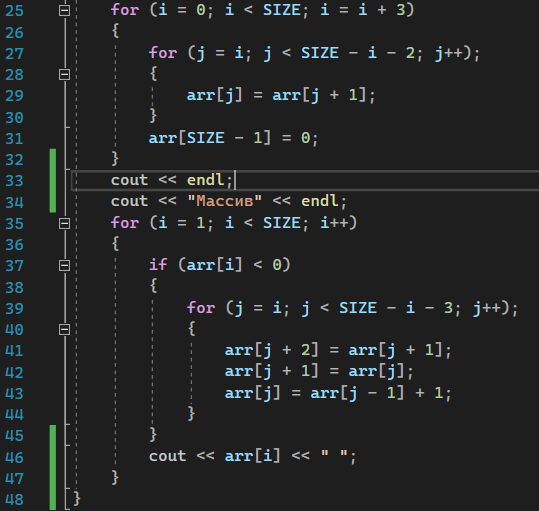 25 for (i = 0; i < SIZE; i = i + 3)
26 {
27 for (j = i; j < SIZE - i - 2; j++);
28 {
29 arr[j] = arr[j + 1];
30 }
31 arr[SIZE - 1] = 0;
32 }
33 cout << endl;
34 cout << "Массив" << endl;
35 for (i = 1; i < SIZE; i++)
36 {
37 if (arr[i] < 0)
38 {
39 for (j = i; j < SIZE - i - 3; j++);
40 {
41 arr[j + 2] = arr[j + 1];
42 arr[j + 1] = arr[j];
43 arr[j] = arr[j - 1] + 1;
44 }
45 }
46 cout << arr[i] << " ";
47 }
48 }